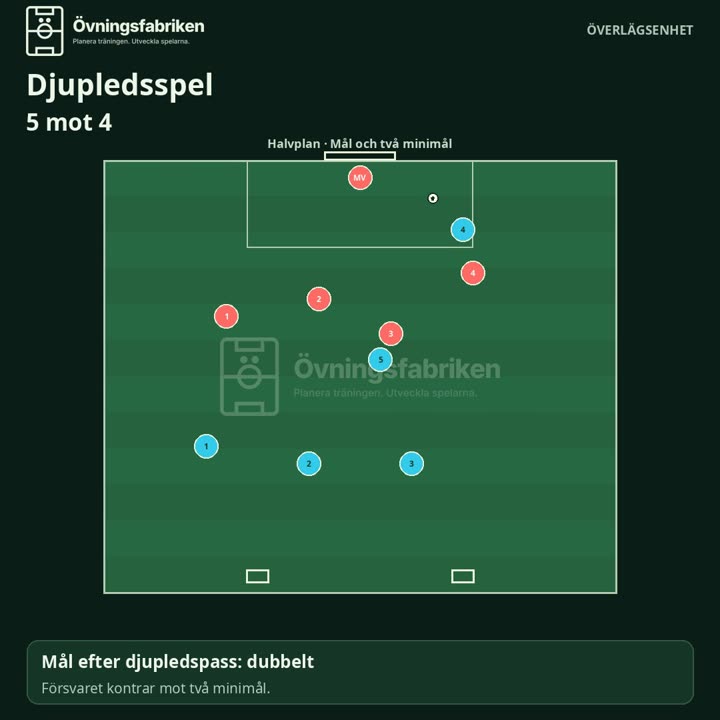 Övningsfabriken
Planera träningen. Utveckla spelarna.
ÖVERLÄGSENHET
Djupledsspel
5 mot 4
Halvplan · Mål och två minimål
MV
4
4
2
1
3
5
Övningsfabriken
Planera träningen. Utveckla spelarna.
1
2
3
Mål efter djupledspass: dubbelt
Försvaret kontrar mot två minimål.